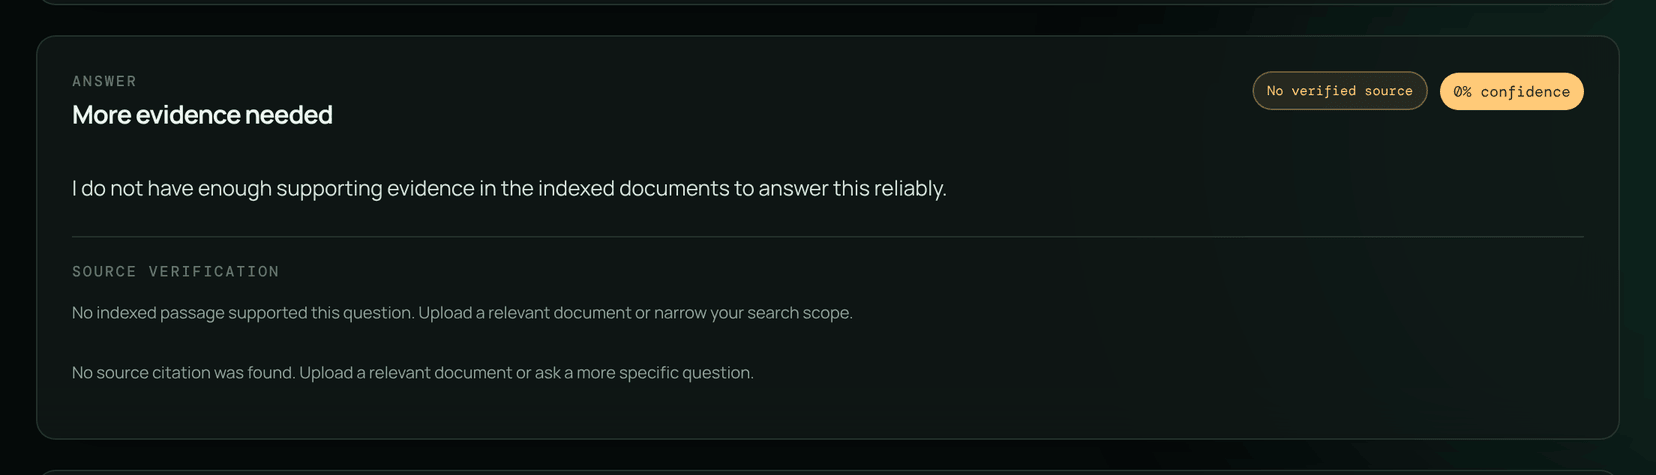 ANSWER
No verified source
0% confidence
More evidence needed
I do not have enough supporting evidence in the indexed documents to answer this reliably.
SOURCE VERIFICATION
No indexed passage supported this question. Upload a relevant document or narrow your search scope.
No source citation was found. Upload a relevant document or ask a more specific question.